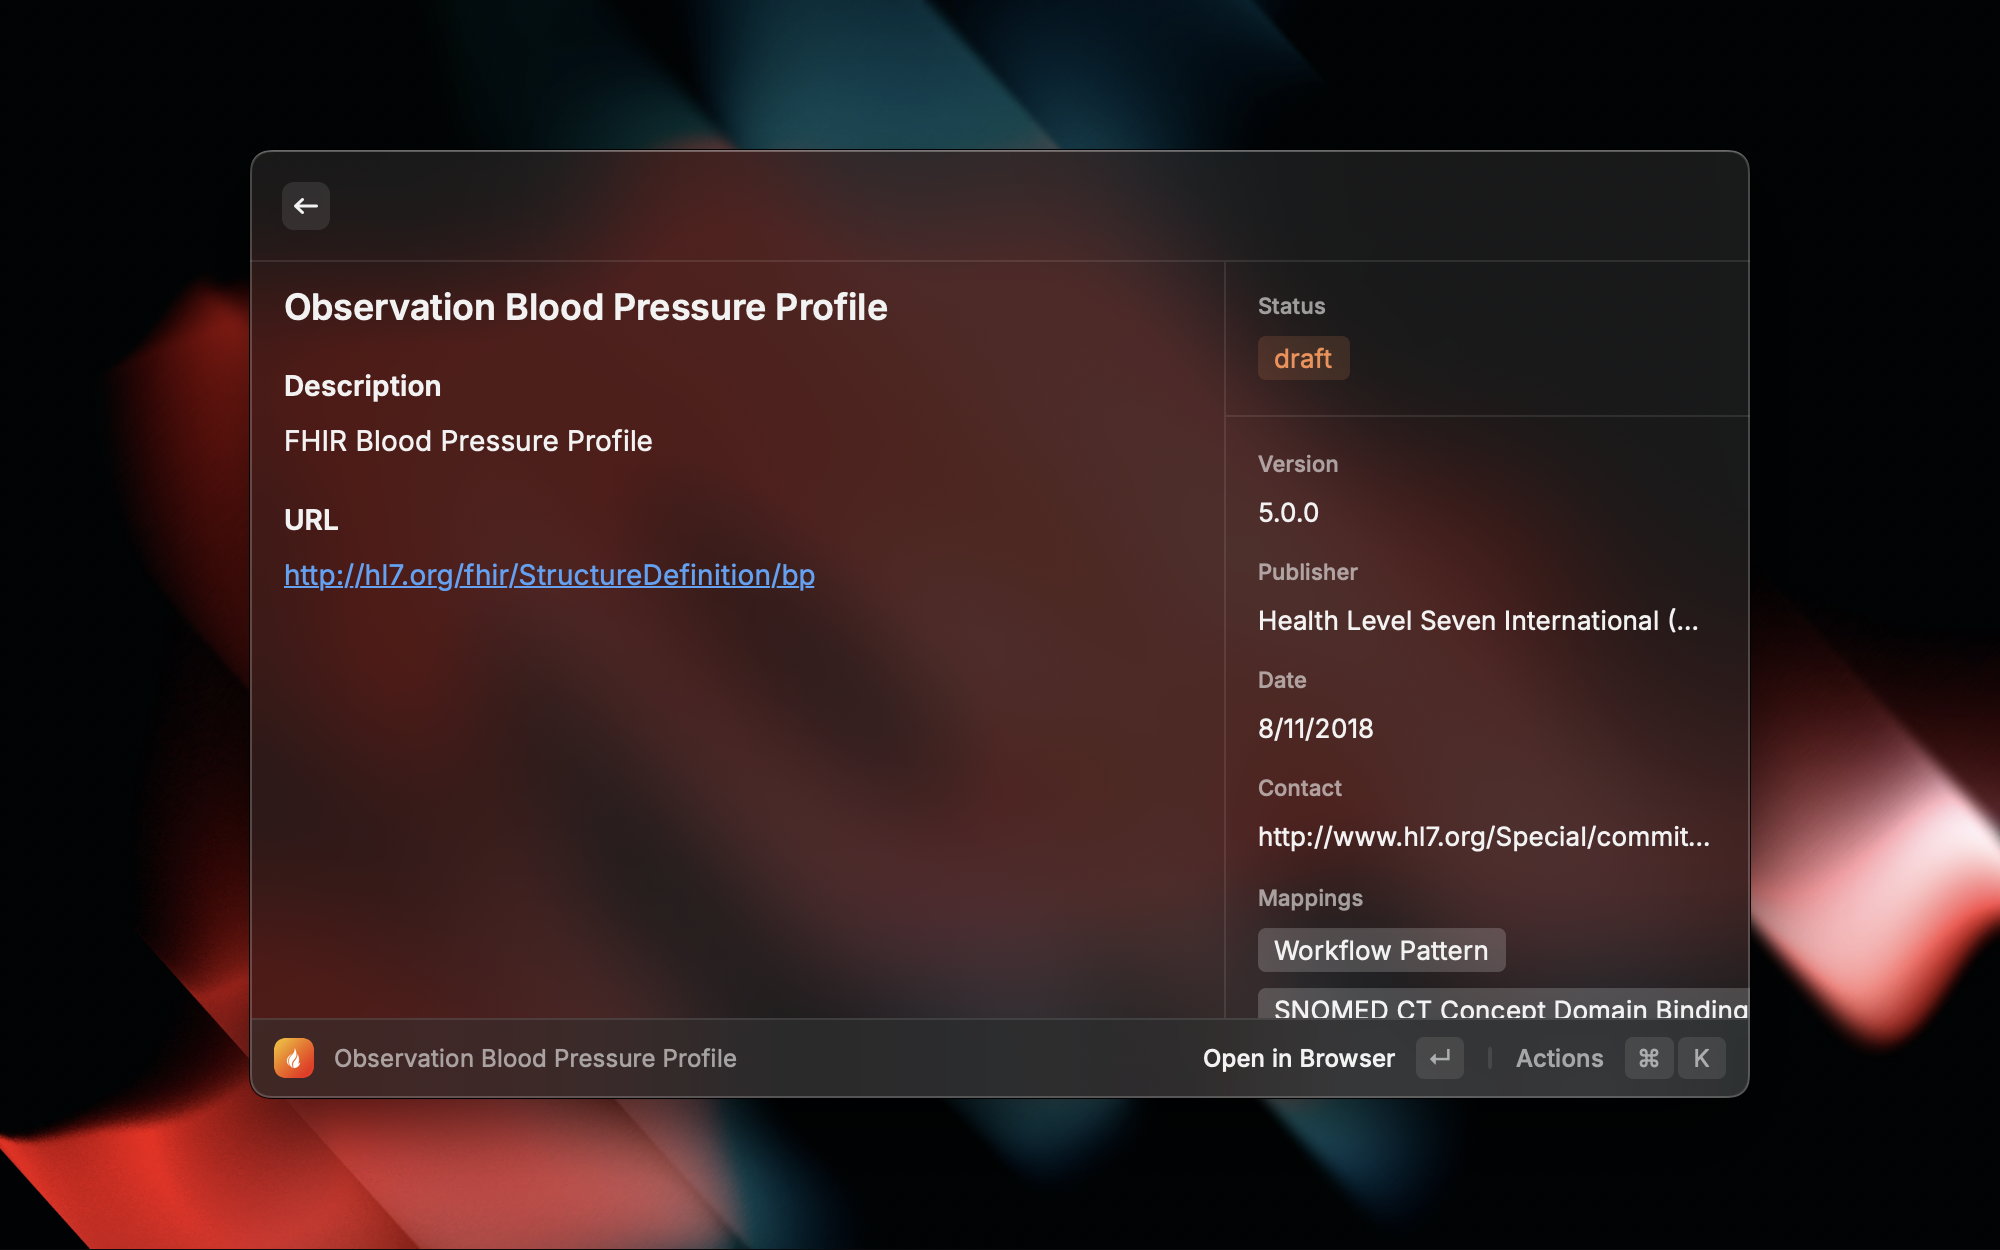 Observation Blood Pressure Profile
Description
FHIR Blood Pressure Profile
URL
http://hl7.org/fhir/StructureDefinition/bp
Status
draft
Version
5.0.0
Publisher
Health Level Seven International (...
Date
8/11/2018
Contact
http://www.hl7.org/Special/commit...
Mappings
Workflow Pattern
SNOMED CT Concept Domain Binding
Observation Blood Pressure Profile
Open in Browser ↵ | Actions ⌘ K